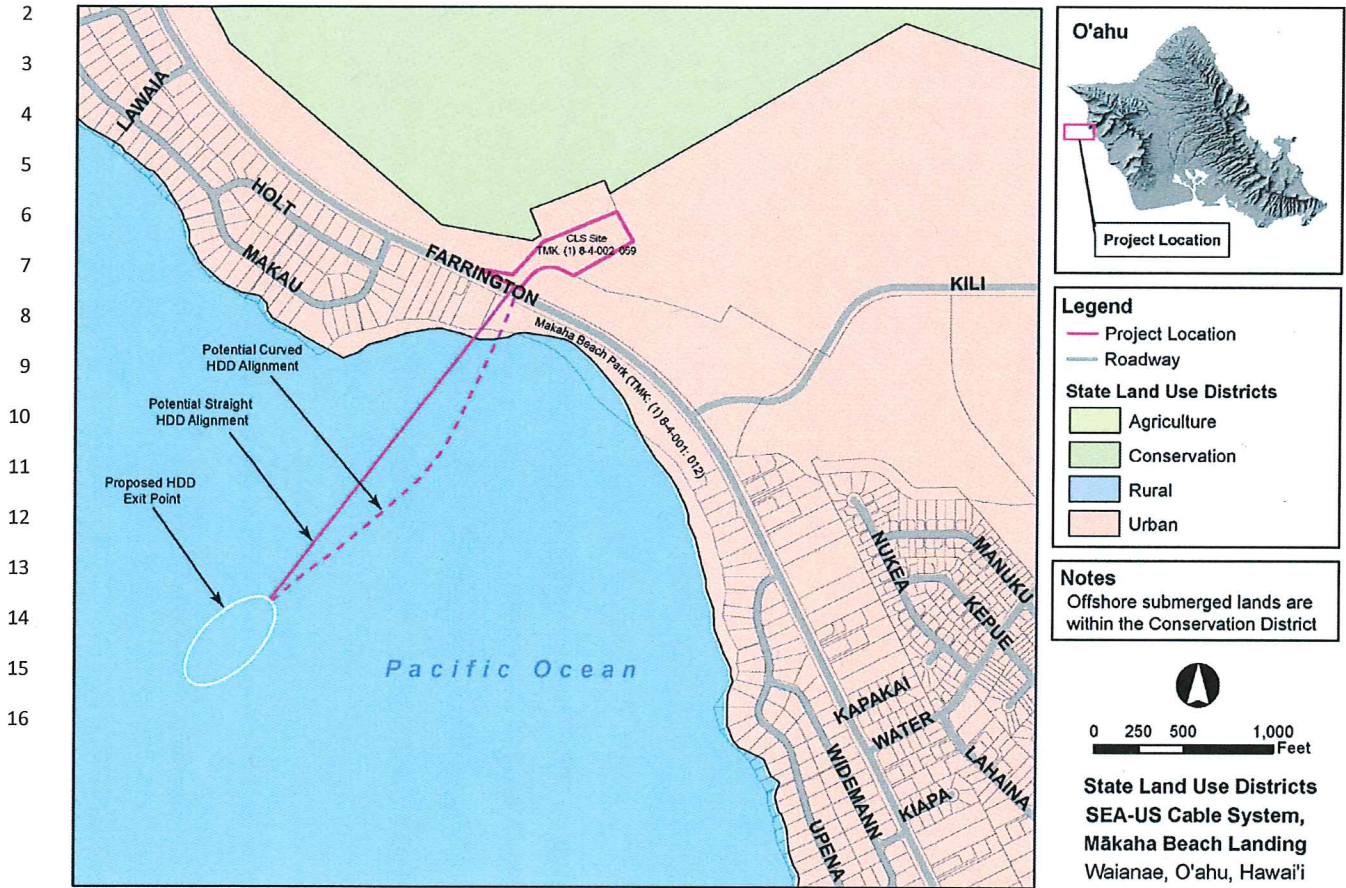 2
3
4
5
6
7
8
9
10
11
12
13
14
15
16
LAWAIA
HOLT
MAKAU
FARRINGTON
CLS Site
TMK: (1) 8-4-002 059
KILI
Makaha Beach Park (TMK: (1) 8-4-001: 012)
Potential Curved
HDD Alignment
Potential Straight
HDD Alignment
Proposed HDD
Exit Point
Pacific Ocean
NUKEA
MANUKU
KEPUE
KAPAKAI
WATER
LAHAINA
WIDEMANN
KIAPA
UPENA
O'ahu
Project Location
Legend
Project Location
Roadway
State Land Use Districts
Agriculture
Conservation
Rural
Urban
Notes
Offshore submerged lands are
within the Conservation District
0 250 500 1,000
Feet
State Land Use Districts
SEA-US Cable System,
Mākaha Beach Landing
Waianae, O'ahu, Hawai'i